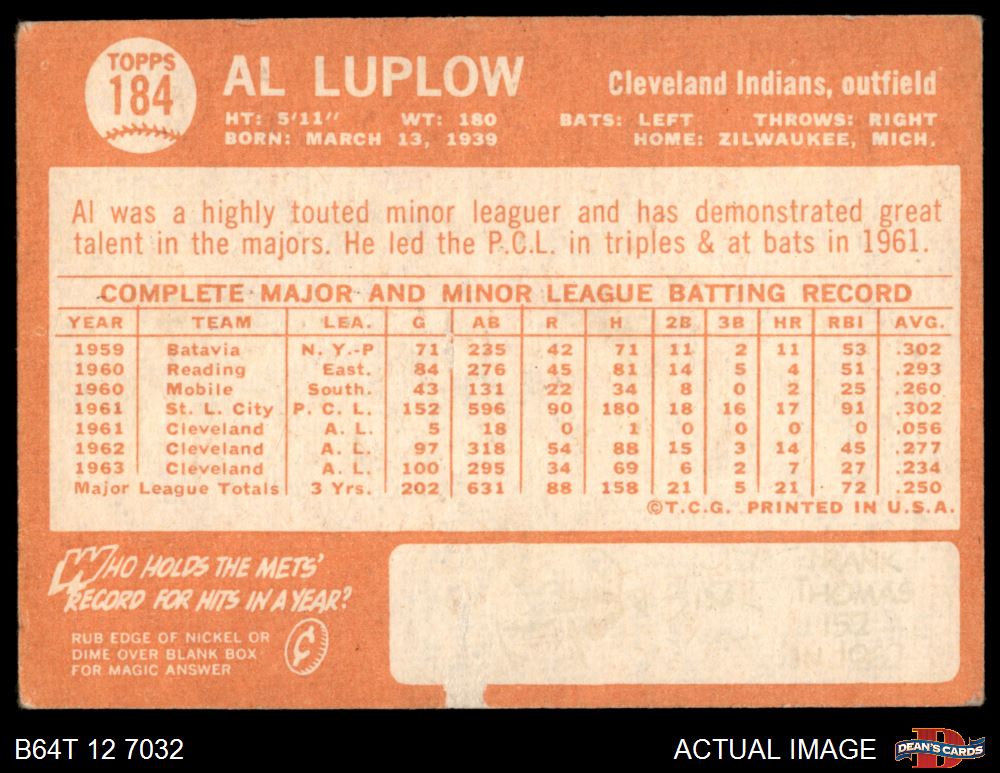 TOPPS
184
AL LUPLOW
Cleveland Indians, outfield
HT: 5'11" WT: 180 BATS: LEFT THROWS: RIGHT
BORN: MARCH 13, 1939 HOME: ZILWAUKEE, MICH.
Al was a highly touted minor leaguer and has demonstrated great
talent in the majors. He led the P.C.L. in triples & at bats in 1961.
COMPLETE MAJOR AND MINOR LEAGUE BATTING RECORD
YEAR TEAM LEA. G AB R H 2B 3B HR RBI AVG.
1959 Batavia N. Y.-P 71 235 42 71 11 2 11 53 .302
1960 Reading East. 84 276 45 81 14 5 4 51 .293
1960 Mobile South. 43 131 22 34 8 0 2 25 .260
1961 St. L. City P. C. L. 152 596 90 180 18 16 17 91 .302
1961 Cleveland A. L. 5 18 0 1 0 0 0 0 .056
1962 Cleveland A. L. 97 318 54 88 15 3 14 45 .277
1963 Cleveland A. L. 100 295 34 69 6 2 7 27 .234
Major League Totals 3 Yrs. 202 631 88 158 21 5 21 72 .250
©T.C.G. PRINTED IN U.S.A.
WHO HOLDS THE METS'
RECORD FOR HITS IN A YEAR?
RUB EDGE OF NICKEL OR
DIME OVER BLANK BOX
FOR MAGIC ANSWER
¢
FRANK
THOMAS
152
IN
B64T 12 7032
ACTUAL IMAGE
D
DEAN'S CARDS